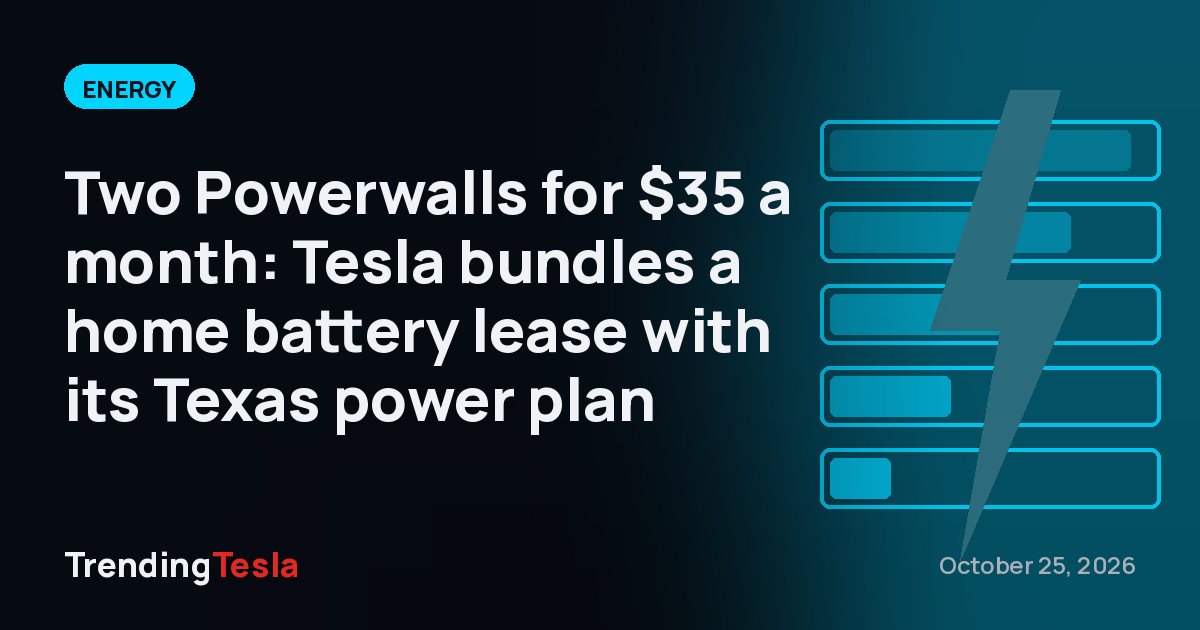 ENERGY
Two Powerwalls for $35 a
month: Tesla bundles a
home battery lease with
its Texas power plan
TrendingTesla
October 25, 2026